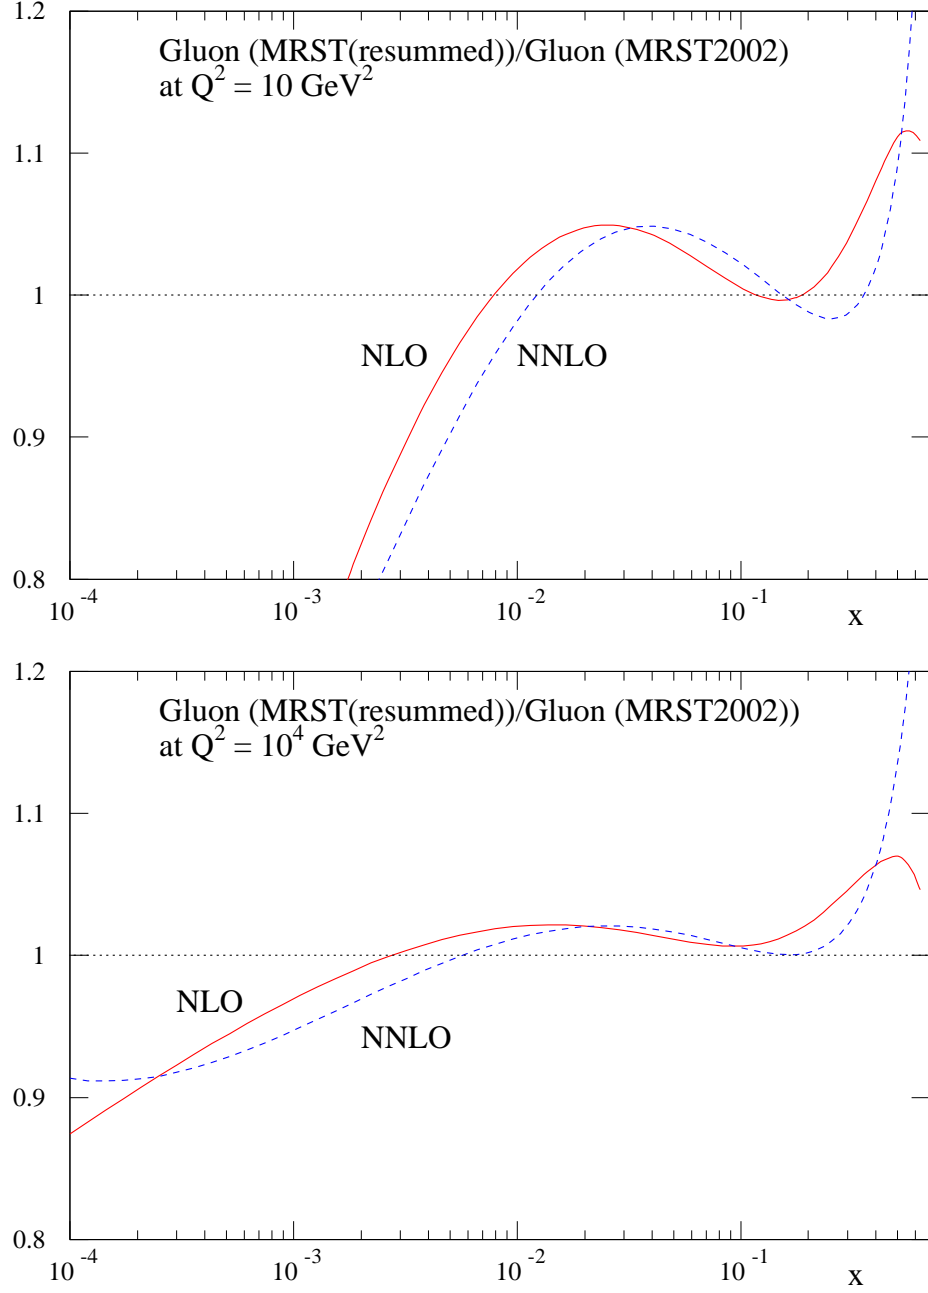 Gluon (MRST(resummed))/Gluon (MRST2002)
at Q^2 = 10 GeV^2
1.2
1.1
1
0.9
0.8
NLO
NNLO
10^-4
10^-3
10^-2
10^-1
x
Gluon (MRST(resummed))/Gluon (MRST2002))
at Q^2 = 10^4 GeV^2
1.2
1.1
1
0.9
0.8
NLO
NNLO
10^-4
10^-3
10^-2
10^-1
x